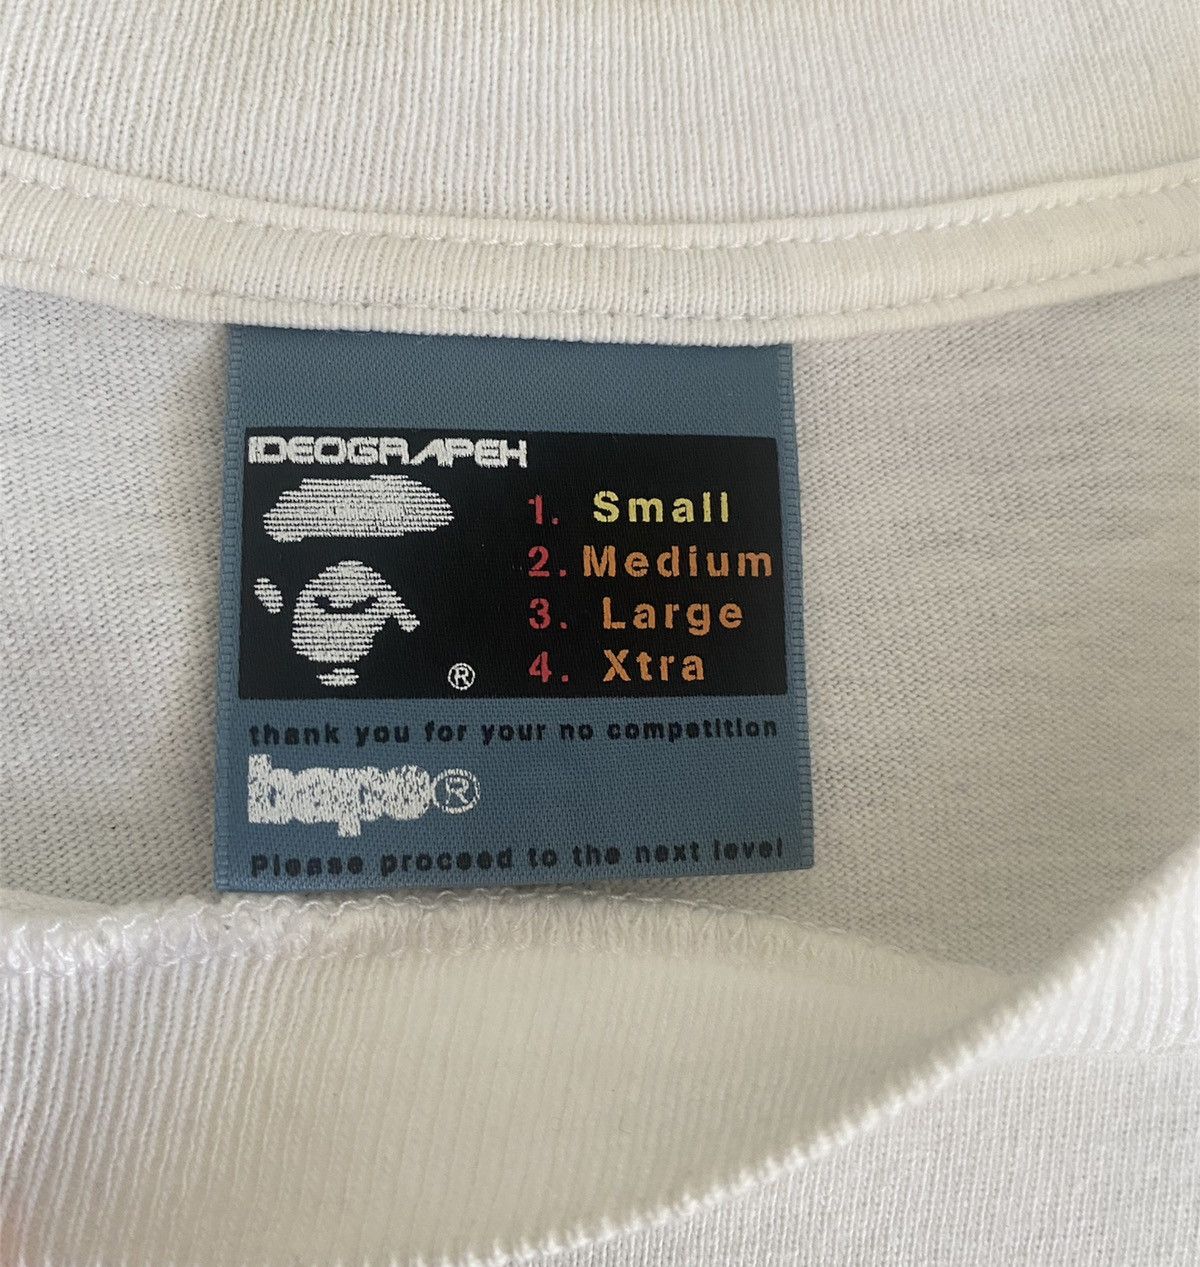 IDEOGRAPEH
1. Small
2. Medium
3. Large
4. Xtra
®
thank you for your no competition
bape®
Please proceed to the next level